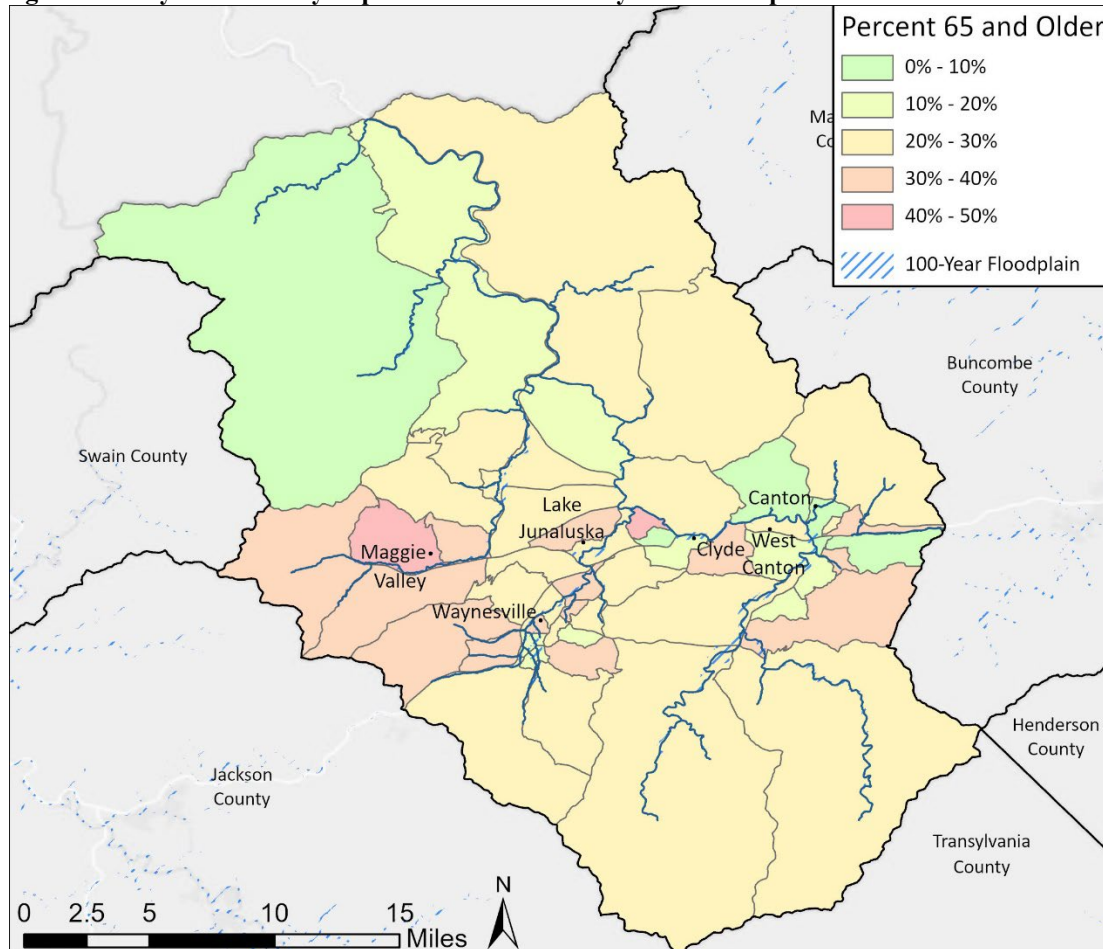 Percent 65 and Older
0% - 10%
10% - 20%
20% - 30%
30% - 40%
40% - 50%
100-Year Floodplain
Buncombe
County
Swain County
Canton
Lake
Junaluska
Maggie
Valley
Clyde
West
Canton
Waynesville
Henderson
County
Jackson
County
Transylvania
County
N
0 2.5 5 10 15
Miles